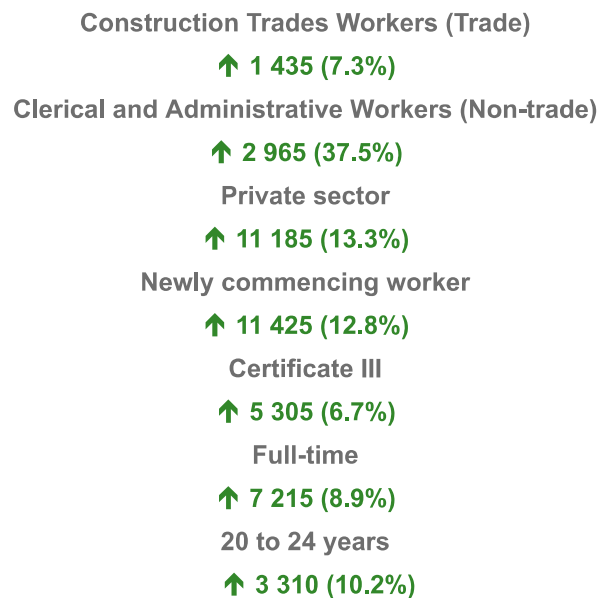 Construction Trades Workers (Trade)
↑ 1 435 (7.3%)
Clerical and Administrative Workers (Non-trade)
↑ 2 965 (37.5%)
Private sector
↑ 11 185 (13.3%)
Newly commencing worker
↑ 11 425 (12.8%)
Certificate III
↑ 5 305 (6.7%)
Full-time
↑ 7 215 (8.9%)
20 to 24 years
↑ 3 310 (10.2%)